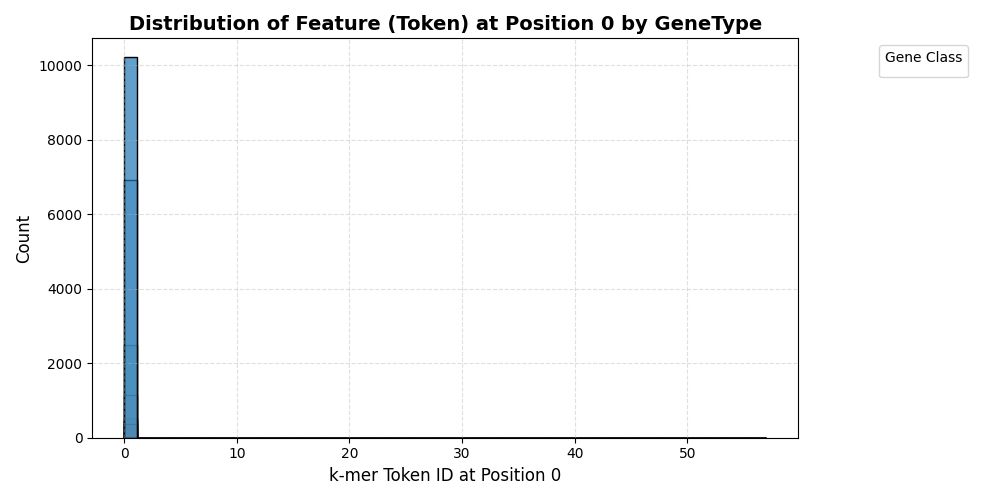 Distribution of Feature (Token) at Position 0 by GeneType
Gene Class
10000
8000
6000
4000
2000
0
Count
0 10 20 30 40 50
k-mer Token ID at Position 0